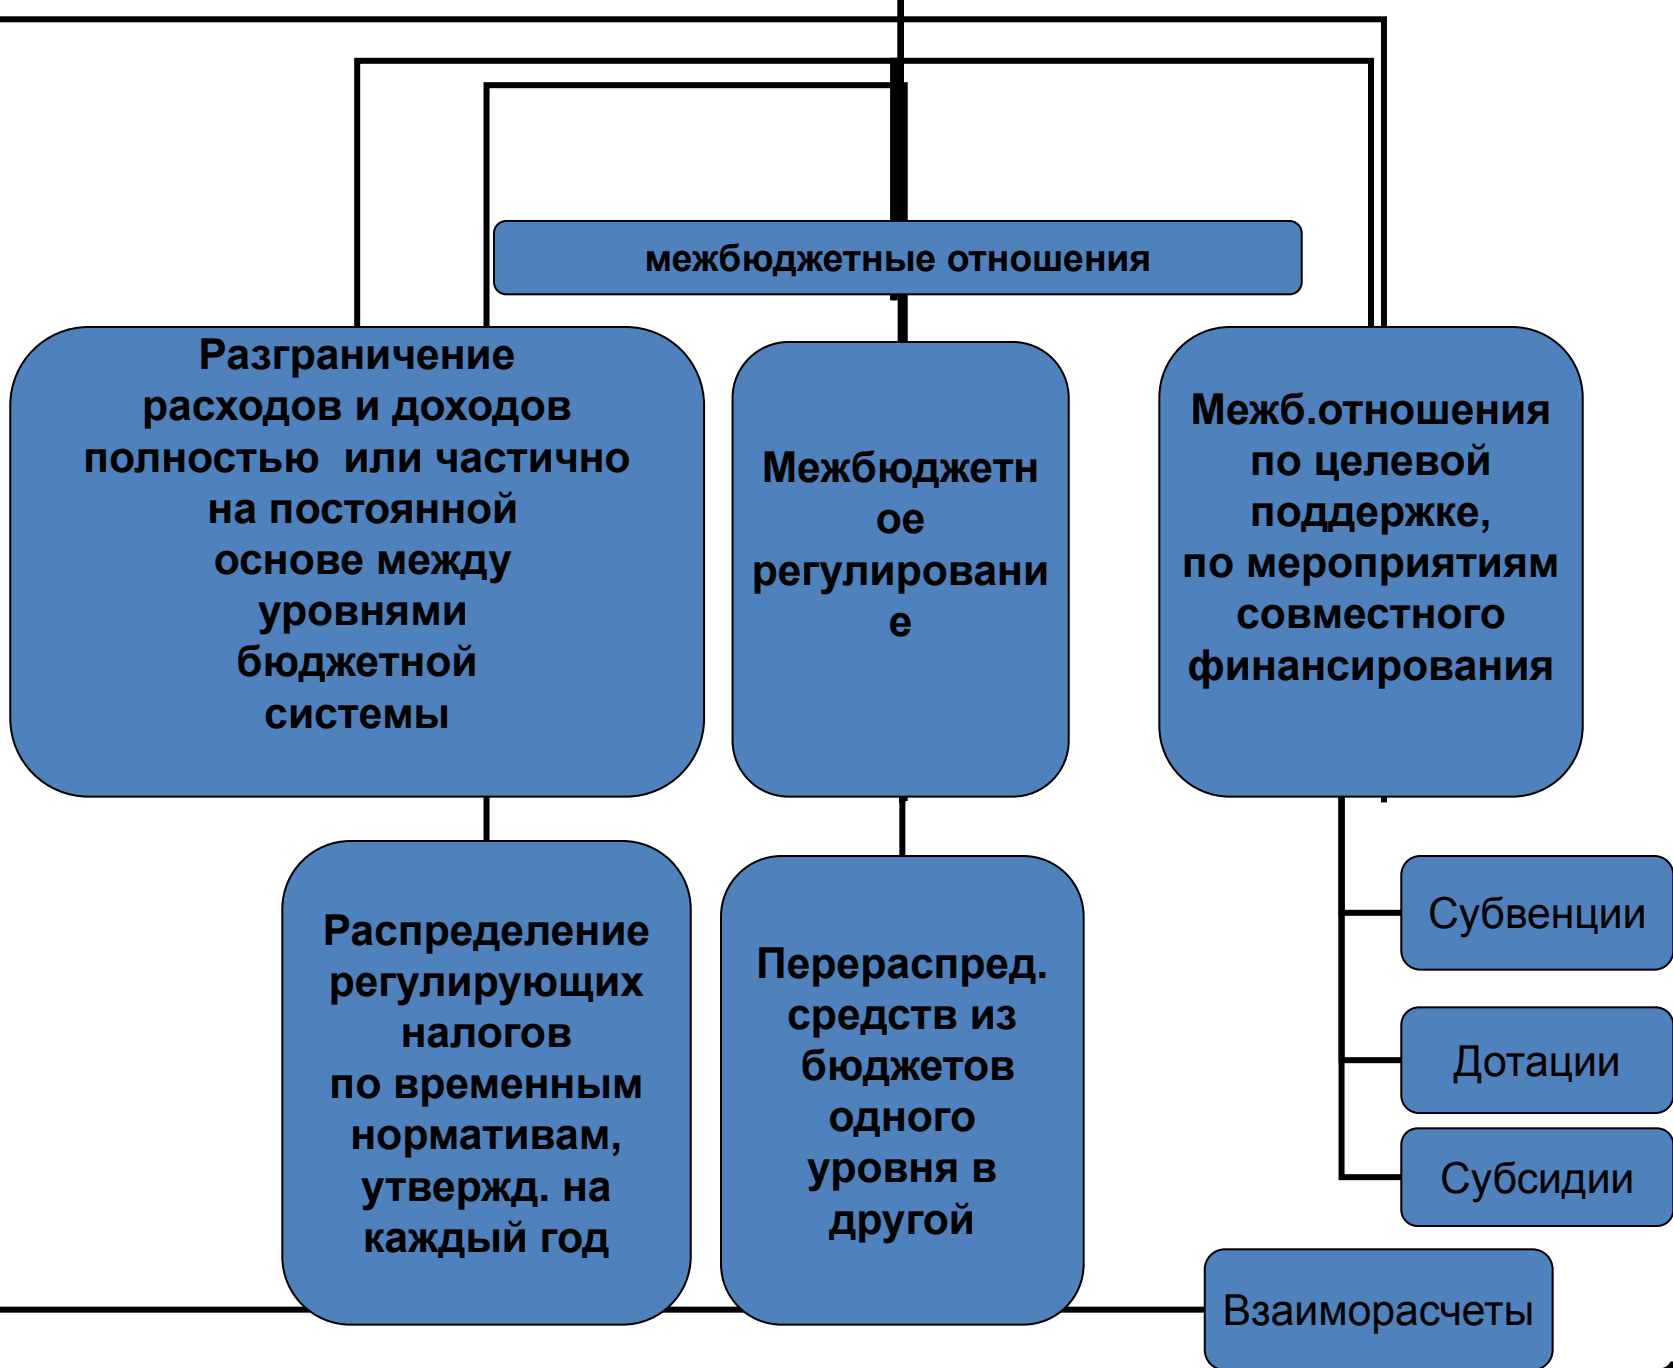 межбюджетные отношения
Разграничение
расходов и доходов
полностью или частично
на постоянной
основе между
уровнями
бюджетной
системы
Межбюджетн
ое
регулировани
е
Межб.отношения
по целевой
поддержке,
по мероприятиям
совместного
финансирования
Распределение
регулирующих
налогов
по временным
нормативам,
утвержд. на
каждый год
Перераспред.
средств из
бюджетов
одного
уровня в
другой
Субвенции
Дотации
Субсидии
Взаиморасчеты